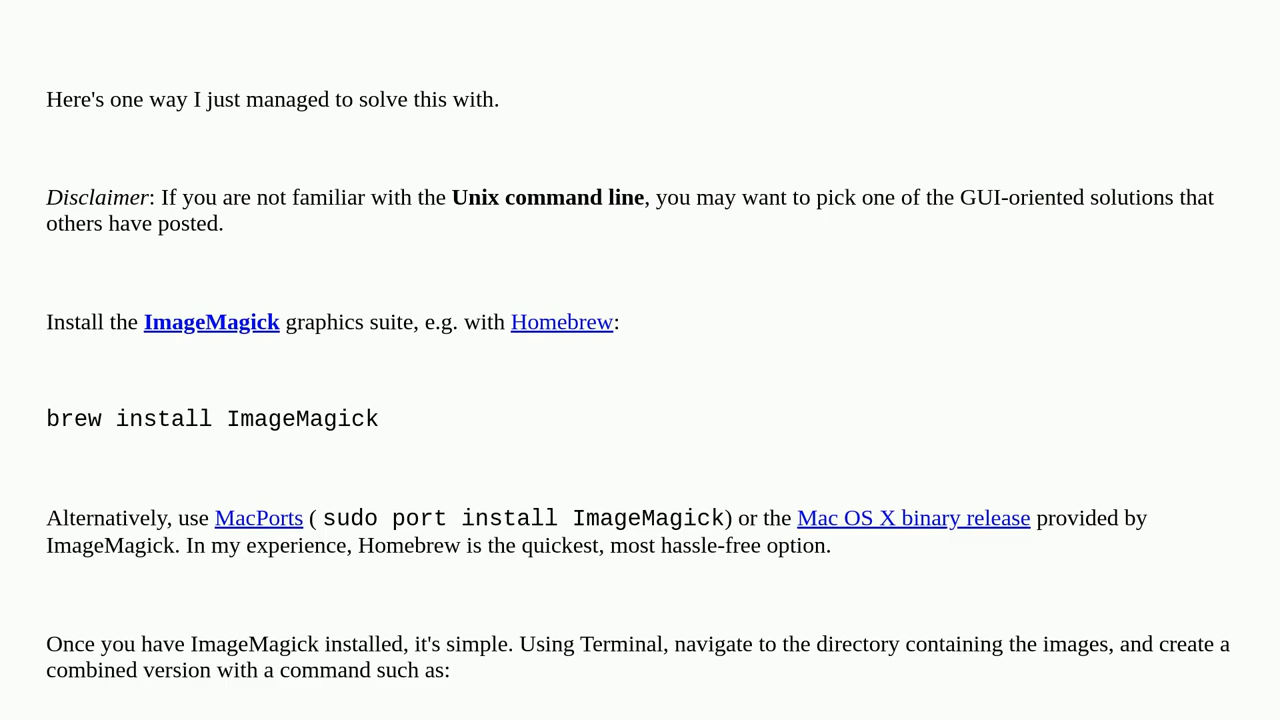 Here's one way I just managed to solve this with.
Disclaimer: If you are not familiar with the Unix command line, you may want to pick one of the GUI-oriented solutions that
others have posted.
Install the ImageMagick graphics suite, e.g. with Homebrew:
brew install ImageMagick
Alternatively, use MacPorts ( sudo port install ImageMagick) or the Mac OS X binary release provided by
ImageMagick. In my experience, Homebrew is the quickest, most hassle-free option.
Once you have ImageMagick installed, it's simple. Using Terminal, navigate to the directory containing the images, and create a
combined version with a command such as: